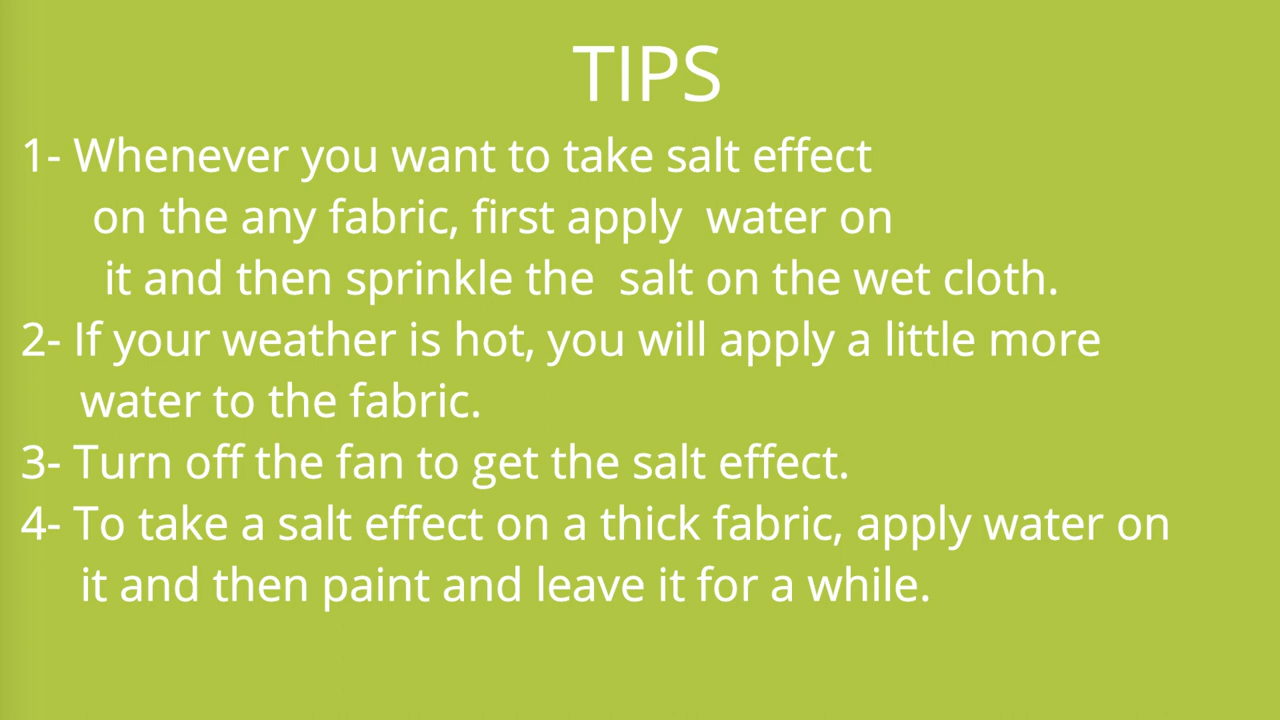 TIPS
1- Whenever you want to take salt effect
on the any fabric, first apply  water on
it and then sprinkle the  salt on the wet cloth.
2- If your weather is hot, you will apply a little more
water to the fabric.
3- Turn off the fan to get the salt effect.
4- To take a salt effect on a thick fabric, apply water on
it and then paint and leave it for a while.